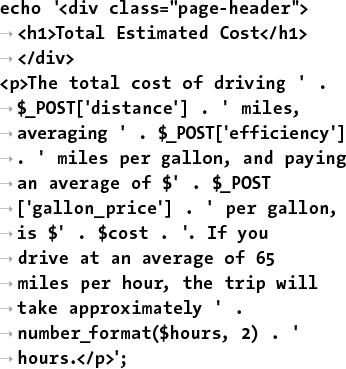 echo '<div class="page-header">
→ <h1>Total Estimated Cost</h1>
→ </div>
<p>The total cost of driving ' .
→ $_POST['distance'] . ' miles,
→ averaging ' . $_POST['efficiency']
→ . ' miles per gallon, and paying
→ an average of $' . $_POST
→ ['gallon_price'] . ' per gallon,
→ is $' . $cost . '. If you
→ drive at an average of 65
→ miles per hour, the trip will
→ take approximately ' .
→ number_format($hours, 2) . '
→ hours.</p>';